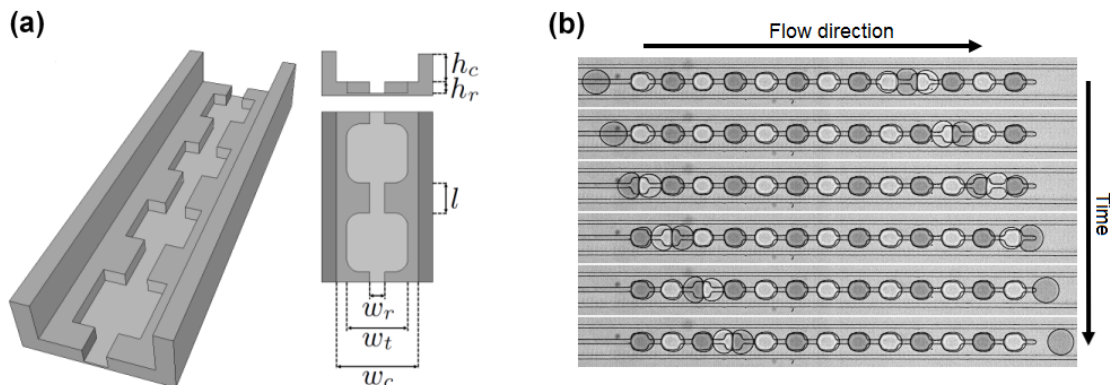 (a)
h_c
h_r
l
w_r
w_t
w_c
(b)
Flow direction
Time